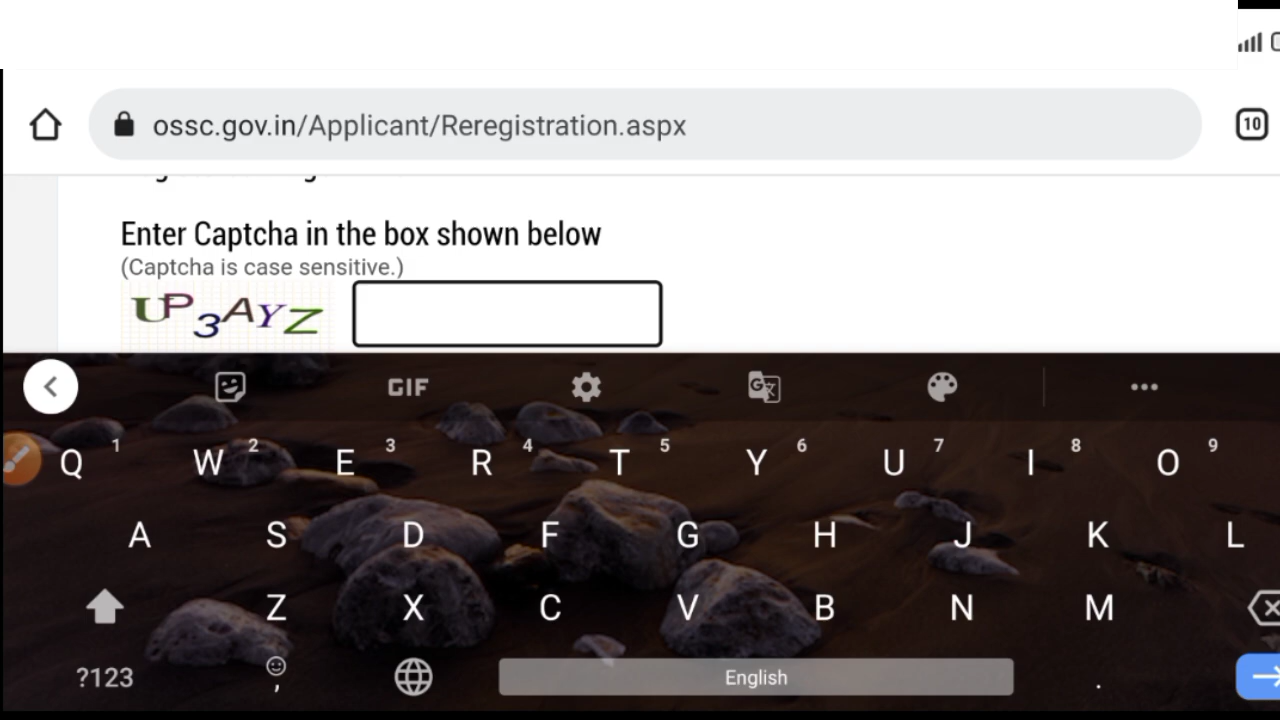 ossc.gov.in/Applicant/Reregistration.aspx
10
Enter Captcha in the box shown below
(Captcha is case sensitive.)
UP3AYZ
GIF
Q 1 W 2 E 3 R 4 T 5 Y 6 U 7 I 8 O 9
A S D F G H J K L
Z X C V B N M
?123 , English .